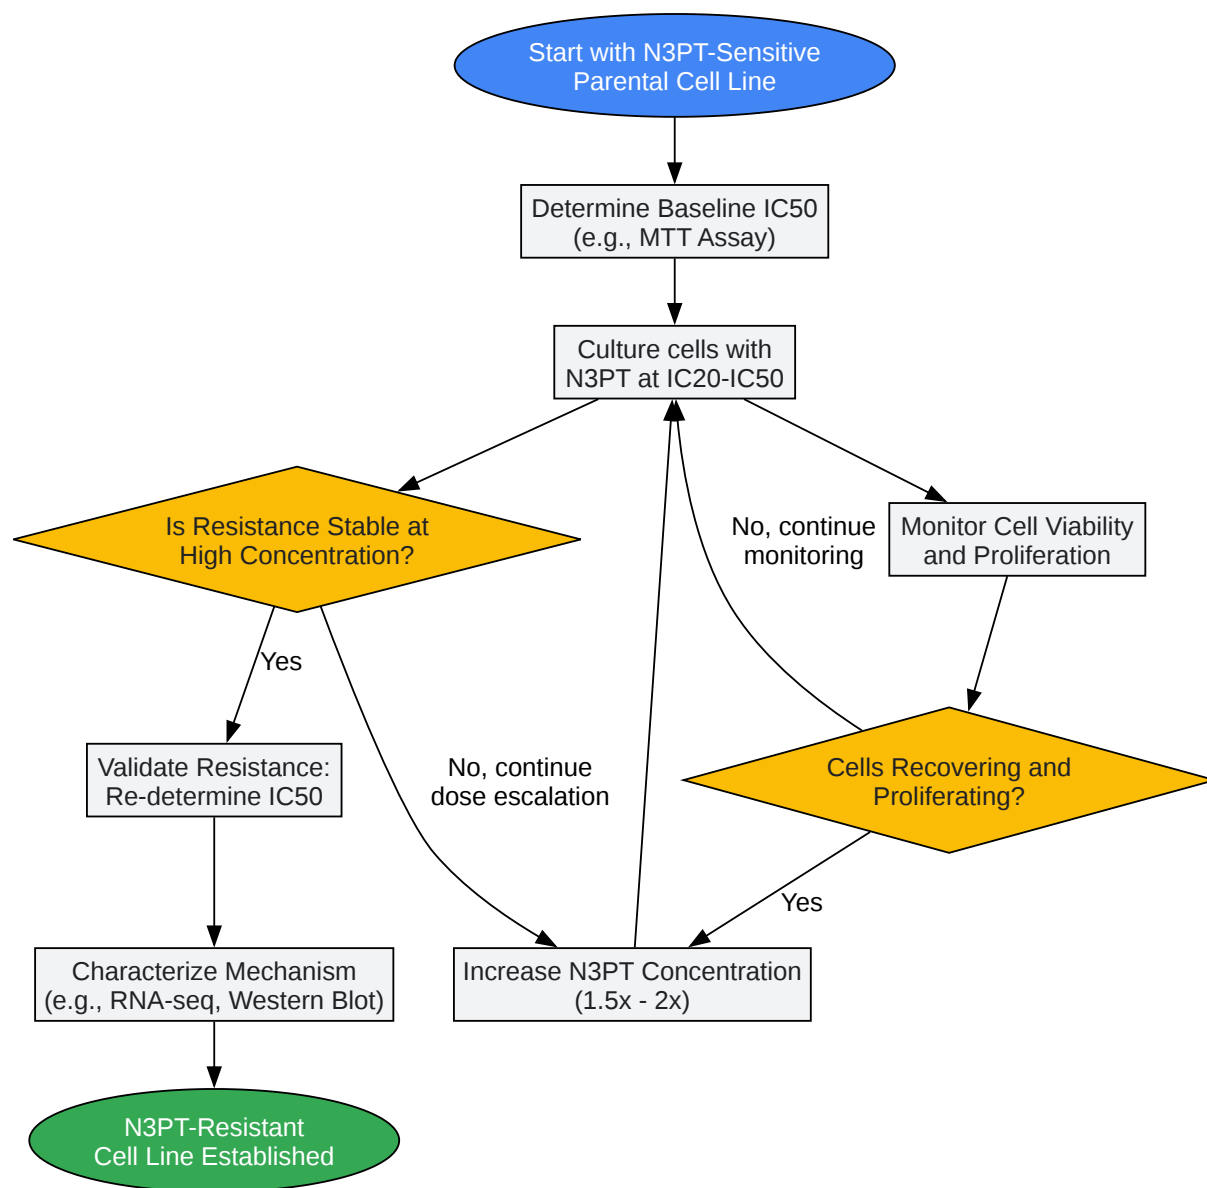 Start with N3PT-Sensitive
Parental Cell Line
Determine Baseline IC50
(e.g., MTT Assay)
Culture cells with
N3PT at IC20-IC50
Is Resistance Stable at
High Concentration?
No, continue
monitoring
Monitor Cell Viability
and Proliferation
Yes
Validate Resistance:
Re-determine IC50
No, continue
dose escalation
Cells Recovering and
Proliferating?
Yes
Characterize Mechanism
(e.g., RNA-seq, Western Blot)
Increase N3PT Concentration
(1.5x - 2x)
N3PT-Resistant
Cell Line Established